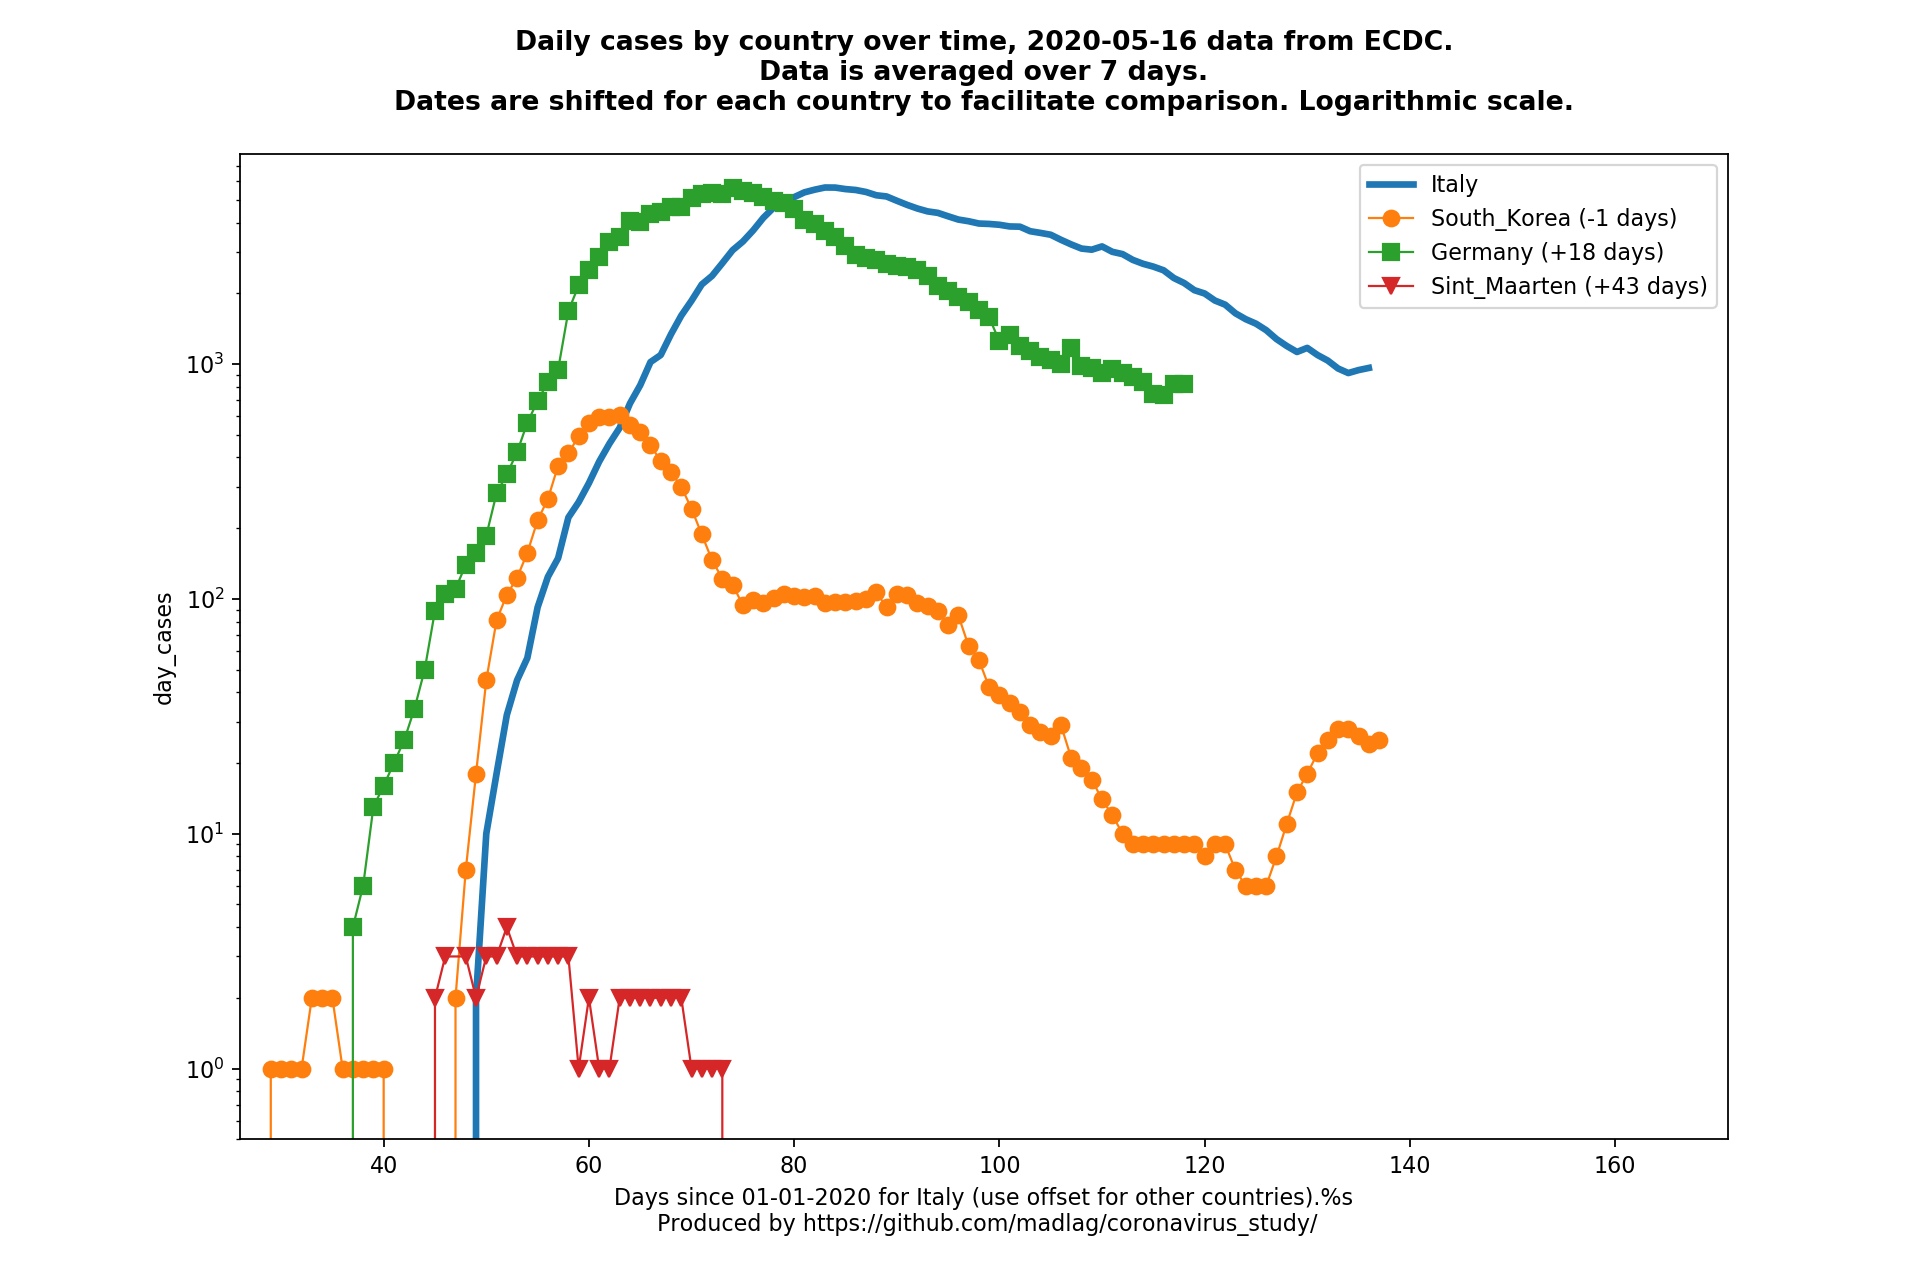 Daily cases by country over time, 2020-05-16 data from ECDC.
Data is averaged over 7 days.
Dates are shifted for each country to facilitate comparison. Logarithmic scale.
Italy
South_Korea (-1 days)
Germany (+18 days)
Sint_Maarten (+43 days)
day_cases
10³
10²
10¹
10⁰
40 60 80 100 120 140 160
Days since 01-01-2020 for Italy (use offset for other countries).%s
Produced by https://github.com/madlag/coronavirus_study/